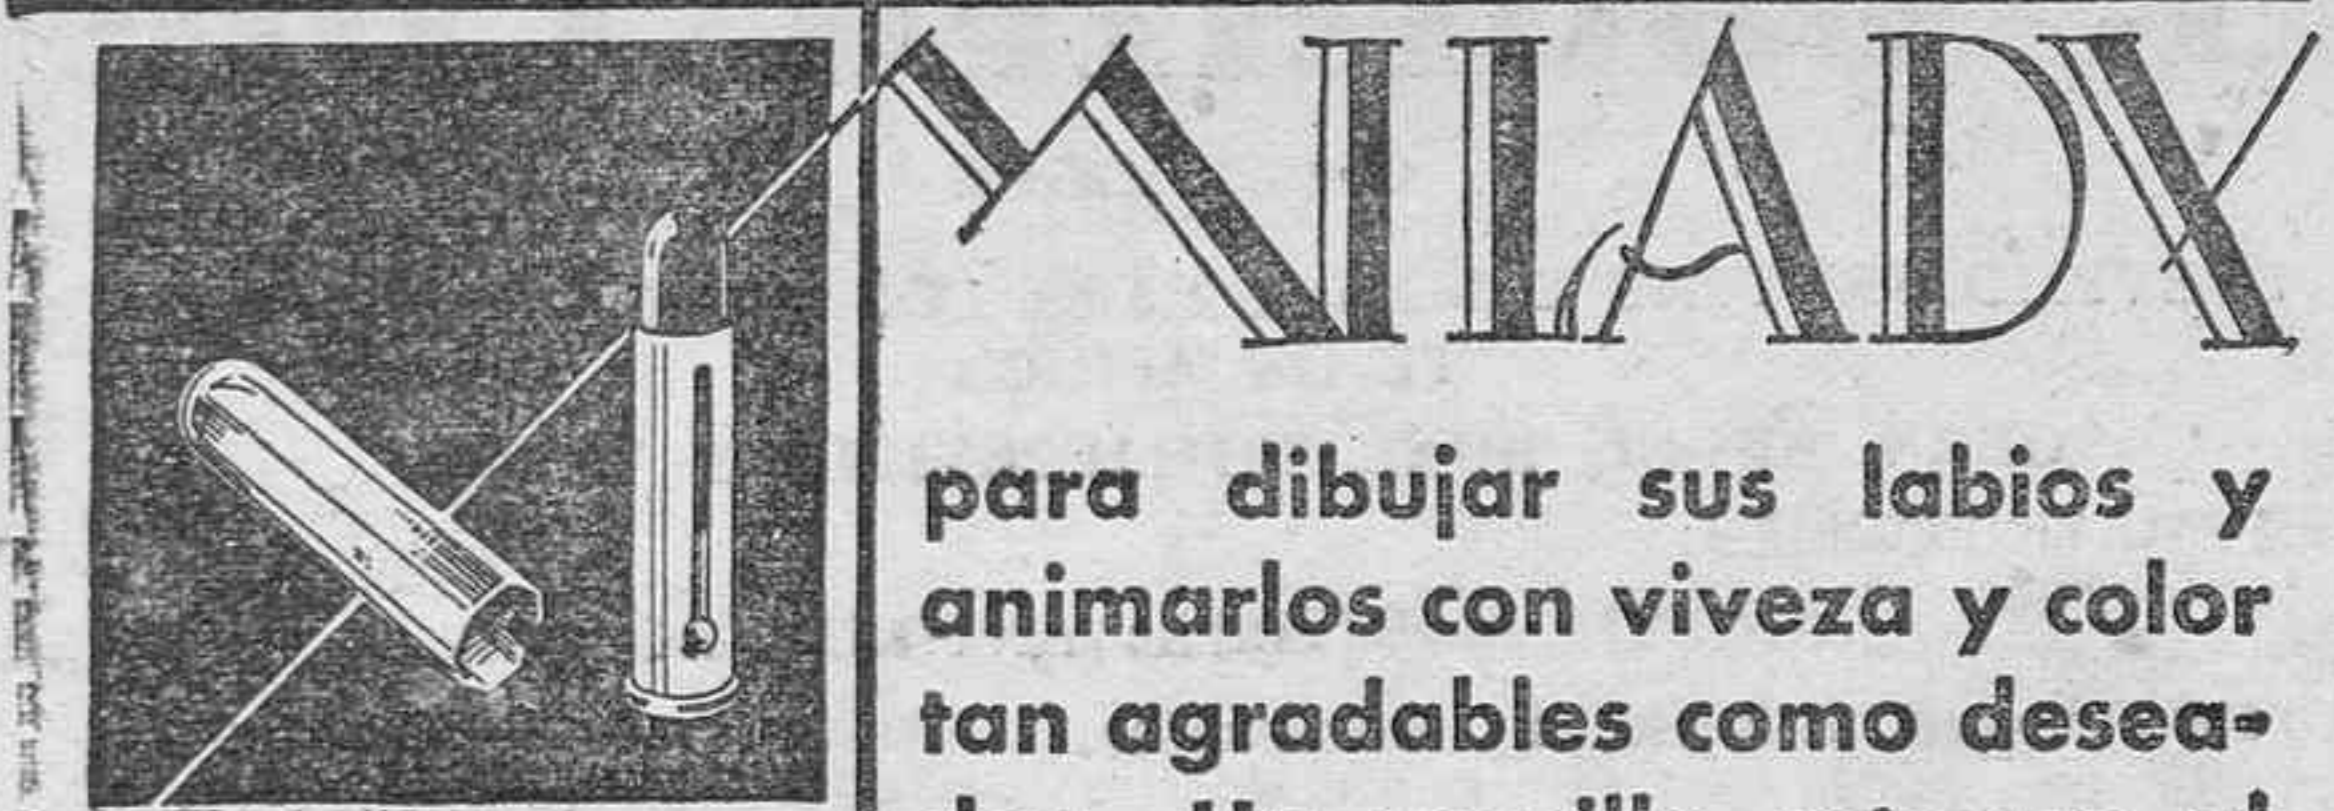 MILADY
para dibujar sus labios y
animarlos con viveza y color
tan agradables como desea-